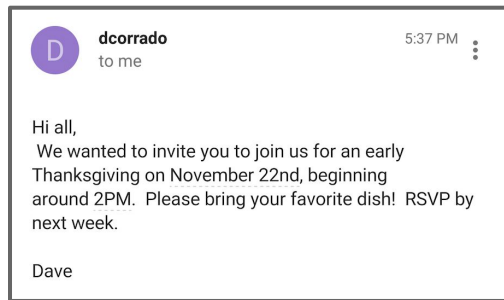 D
dcorrado
5:37 PM
to me
Hi all,
We wanted to invite you to join us for an early
Thanksgiving on November 22nd, beginning
around 2PM.  Please bring your favorite dish!  RSVP by
next week.
Dave